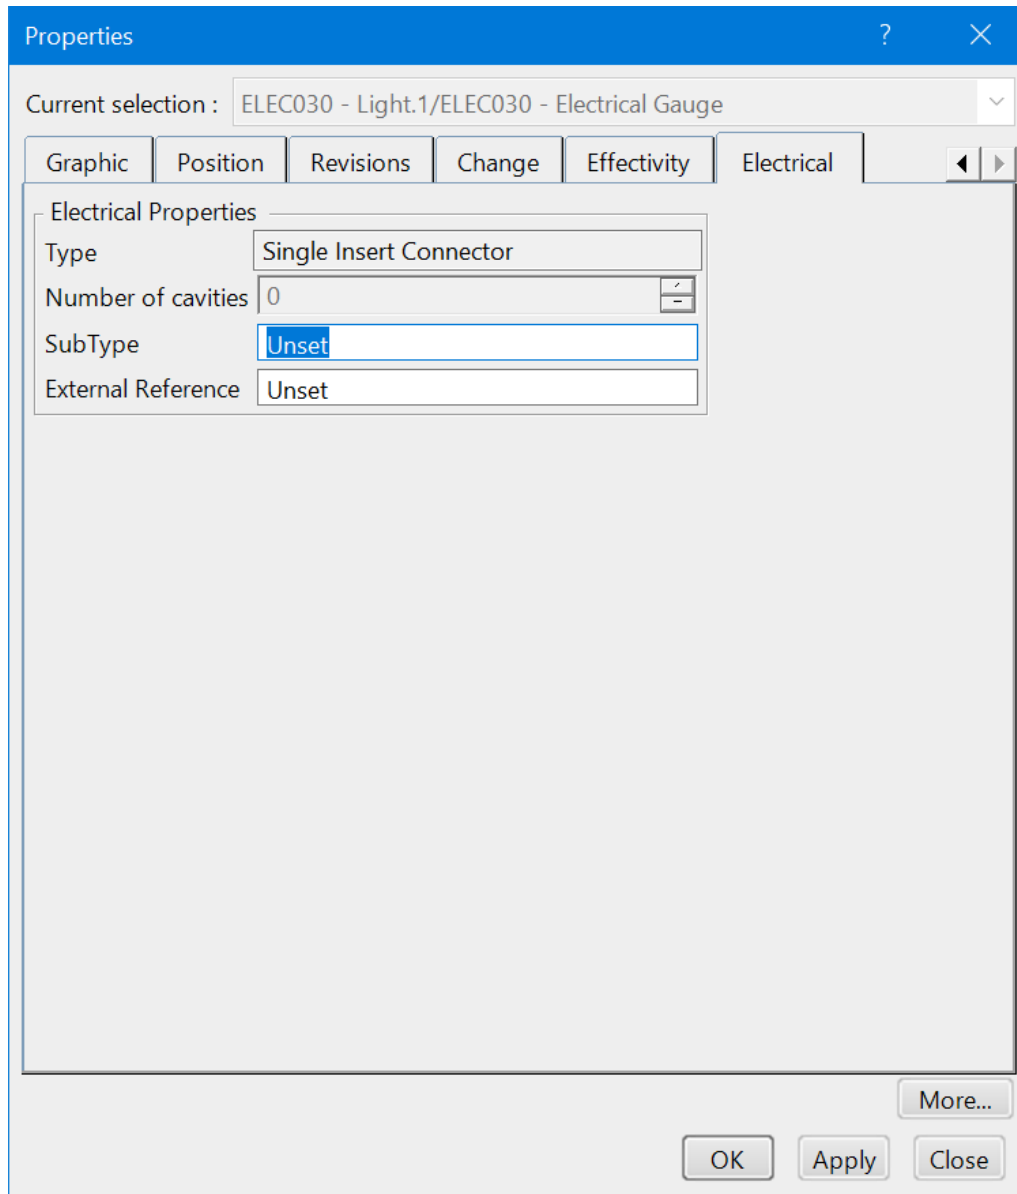 Properties
Current selection : ELEC030 - Light.1/ELEC030 - Electrical Gauge
Graphic Position Revisions Change Effectivity Electrical
Electrical Properties
Type Single Insert Connector
Number of cavities 0
SubType Unset
External Reference Unset
More...
OK Apply Close